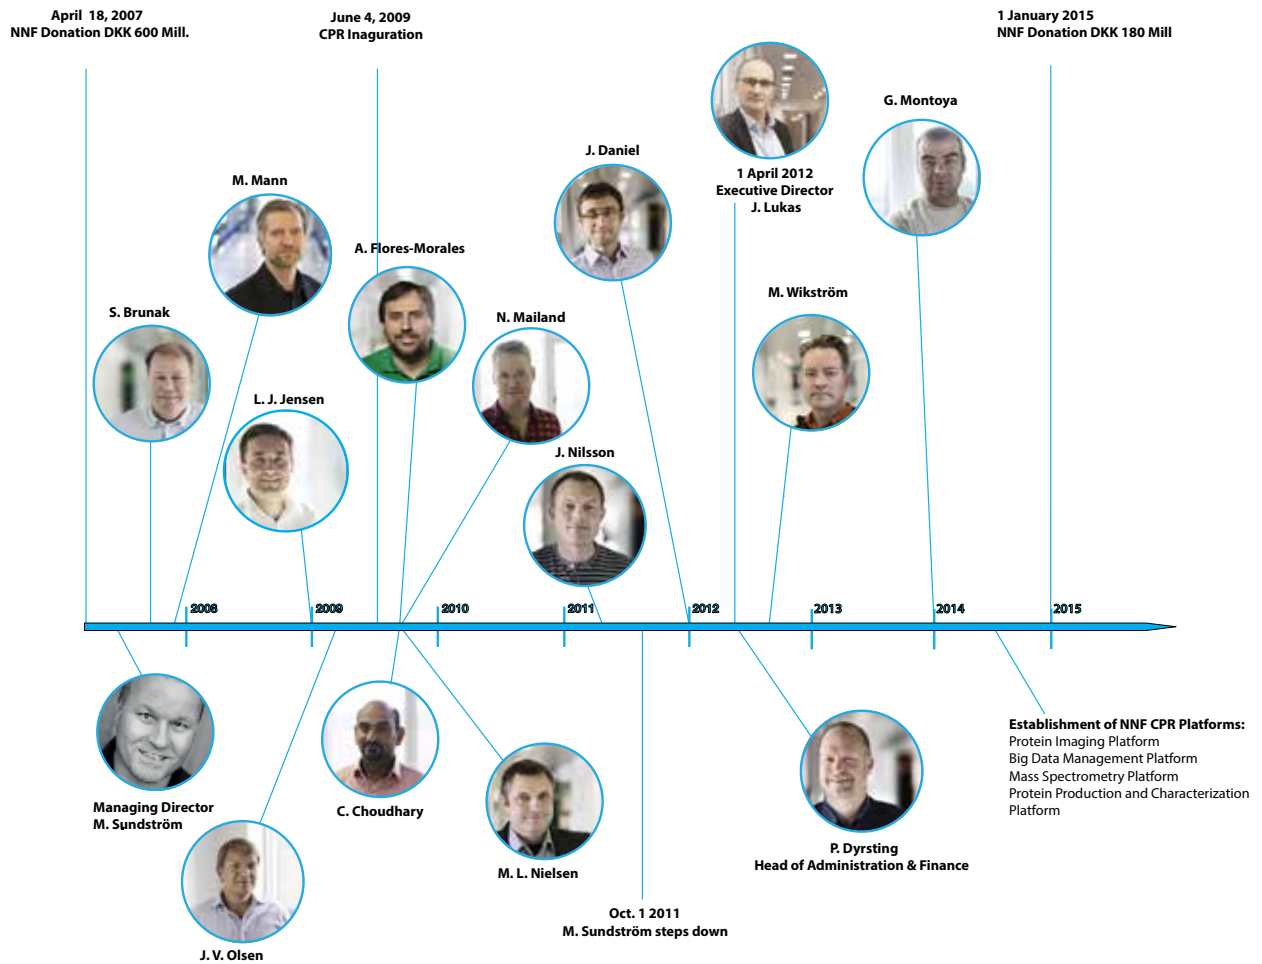 April 18, 2007
NNF Donation DKK 600 Mill.
June 4, 2009
CPR Inaguration
1 January 2015
NNF Donation DKK 180 Mill
G. Montoya
J. Daniel
1 April 2012
Executive Director
J. Lukas
M. Mann
A. Flores-Morales
M. Wikström
S. Brunak
N. Mailand
L. J. Jensen
J. Nilsson
2008
2009
2010
2011
2012
2013
2014
2015
Managing Director
M. Sundström
C. Choudhary
M. L. Nielsen
J. V. Olsen
Oct. 1 2011
M. Sundström steps down
P. Dyrsting
Head of Administration & Finance
Establishment of NNF CPR Platforms:
Protein Imaging Platform
Big Data Management Platform
Mass Spectrometry Platform
Protein Production and Characterization
Platform